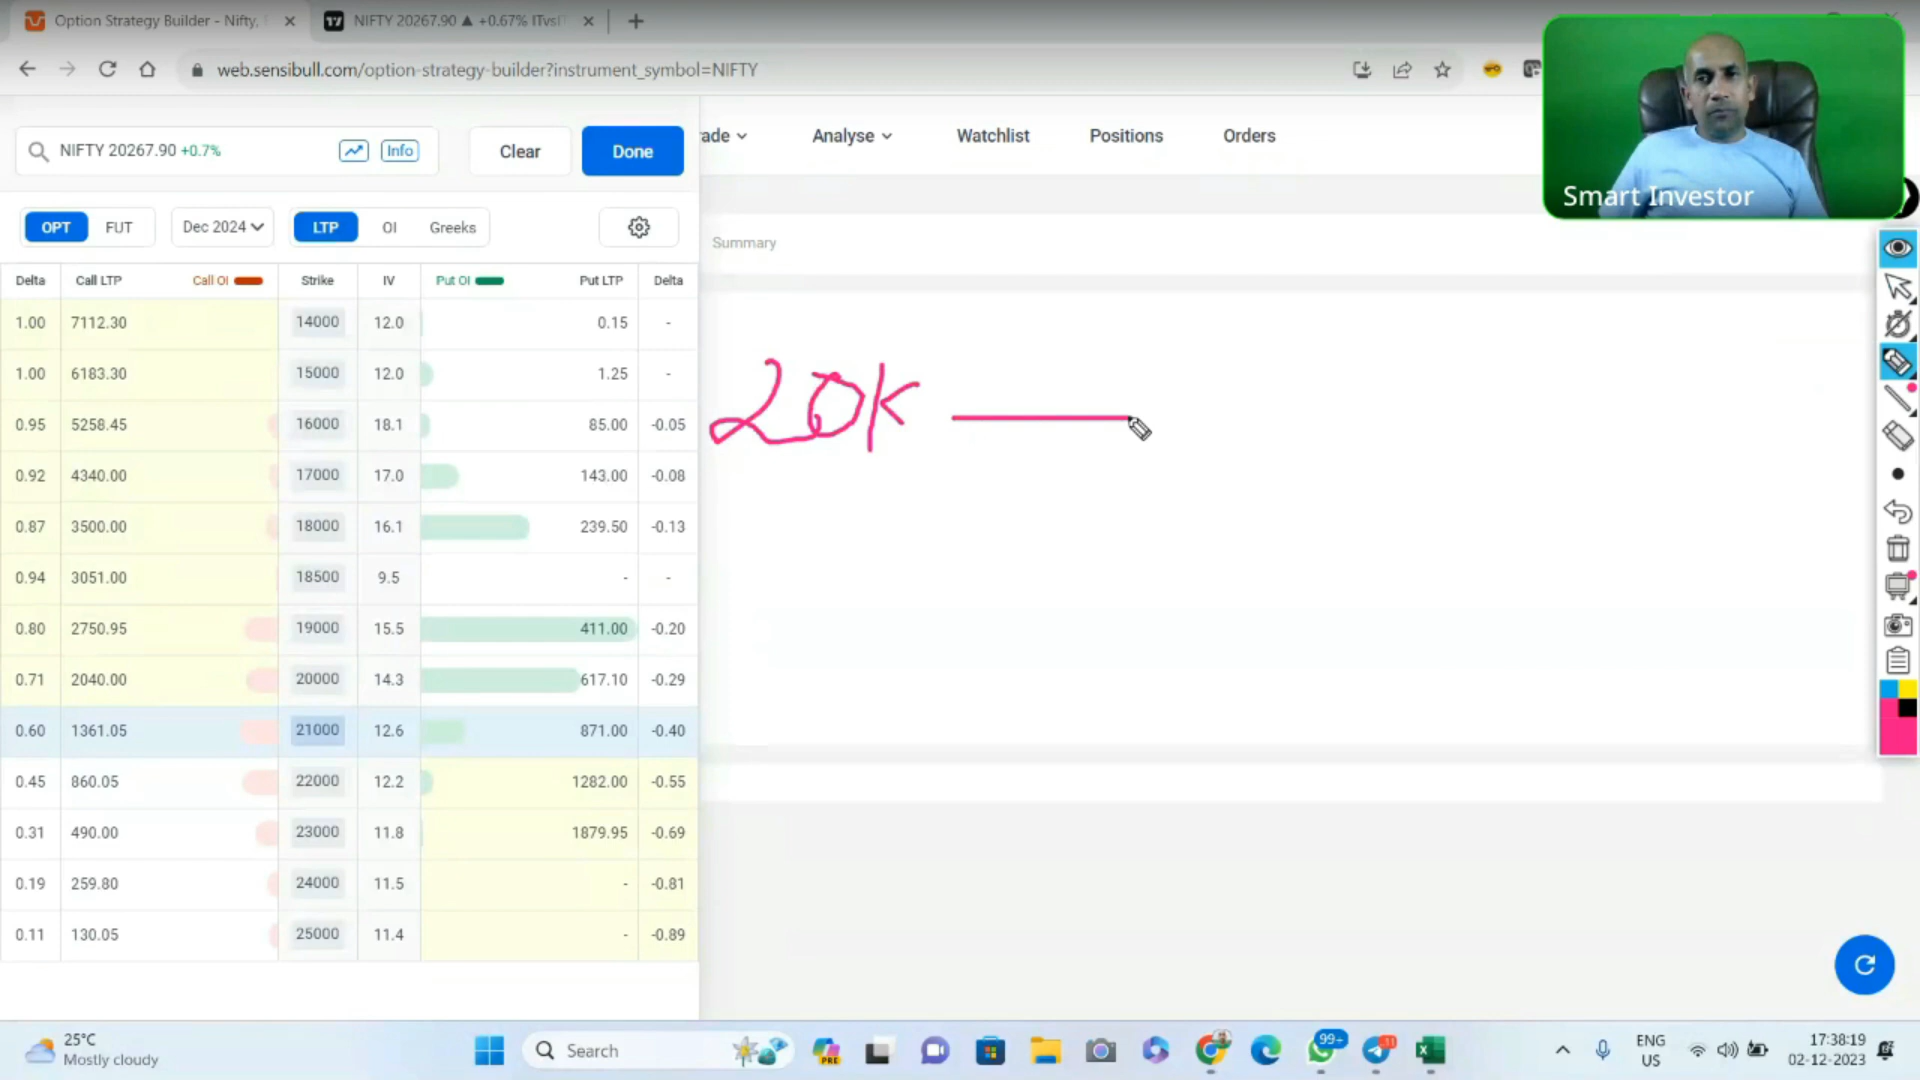 Option Strategy Builder - Nifty,
NIFTY 20267.90 ▲ +0.67% ITvsI
web.sensibull.com/option-strategy-builder?instrument_symbol=NIFTY
NIFTY 20267.90 +0.7% Info Clear Done
rade Analyse Watchlist Positions Orders
Smart Investor
OPT FUT Dec 2024 LTP OI Greeks
Summary
Delta Call LTP Call OI Strike IV Put OI Put LTP Delta
1.00 7112.30 14000 12.0 0.15 -
1.00 6183.30 15000 12.0 1.25 -
0.95 5258.45 16000 18.1 85.00 -0.05
0.92 4340.00 17000 17.0 143.00 -0.08
0.87 3500.00 18000 16.1 239.50 -0.13
0.94 3051.00 18500 9.5 - -
0.80 2750.95 19000 15.5 411.00 -0.20
0.71 2040.00 20000 14.3 617.10 -0.29
0.60 1361.05 21000 12.6 871.00 -0.40
0.45 860.05 22000 12.2 1282.00 -0.55
0.31 490.00 23000 11.8 1879.95 -0.69
0.19 259.80 24000 11.5 - -0.81
0.11 130.05 25000 11.4 - -0.89
20K
25°C
Mostly cloudy
Search
PRE
99+
ENG
US
17:38:19
02-12-2023